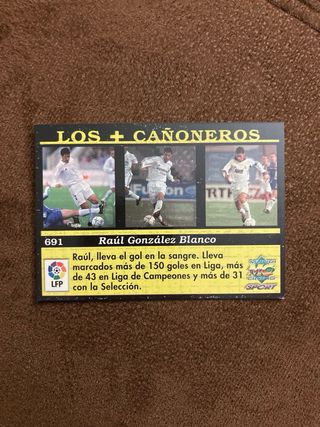 LOS + CAÑONEROS
691 Raúl González Blanco
Raúl, lleva el gol en la sangre. Lleva
marcados más de 150 goles en Liga, más
de 43 en Liga de Campeones y más de 31
con la Selección.
LFP
SPORT